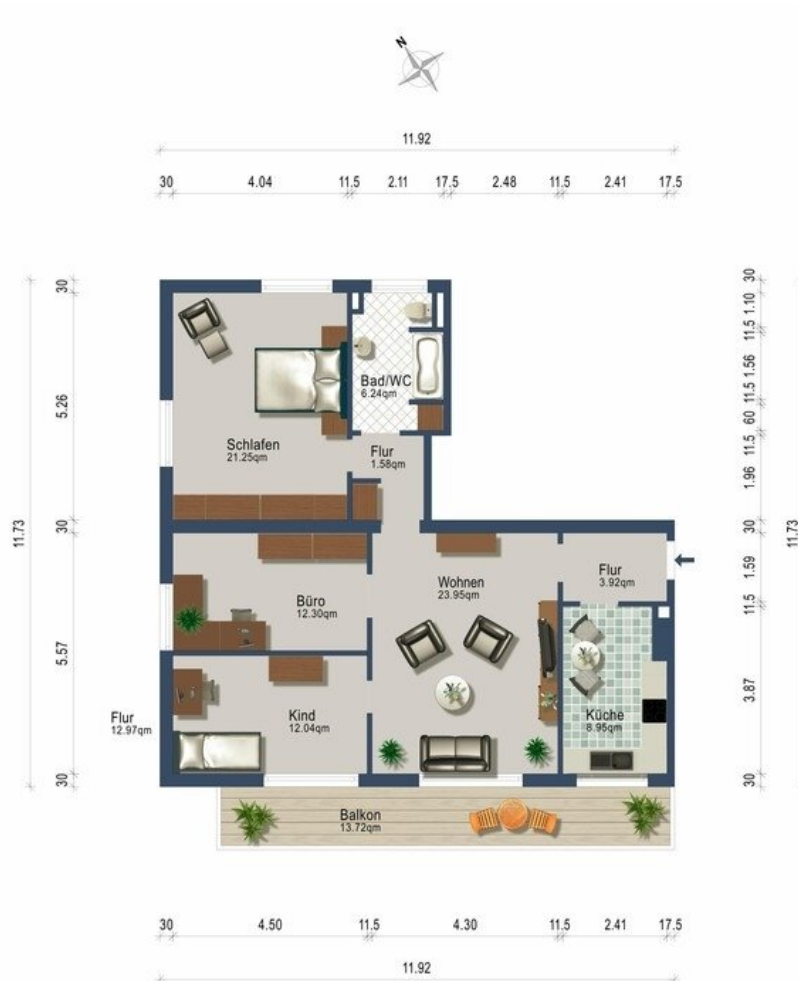 N
11.92
30 4.04 11.5 2.11 17.5 2.48 11.5 2.41 17.5
30
5.26
30
5.57
30
11.73
30
1.10
11.5
1.56
11.5
60
11.5
1.96
30
1.59
11.5
3.87
30
11.73
Bad/WC
6.24qm
Schlafen
21.25qm
Flur
1.58qm
Wohnen
23.95qm
Flur
3.92qm
Büro
12.30qm
Flur
12.97qm
Kind
12.04qm
Küche
8.95qm
Balkon
13.72qm
30 4.50 11.5 4.30 11.5 2.41 17.5
11.92